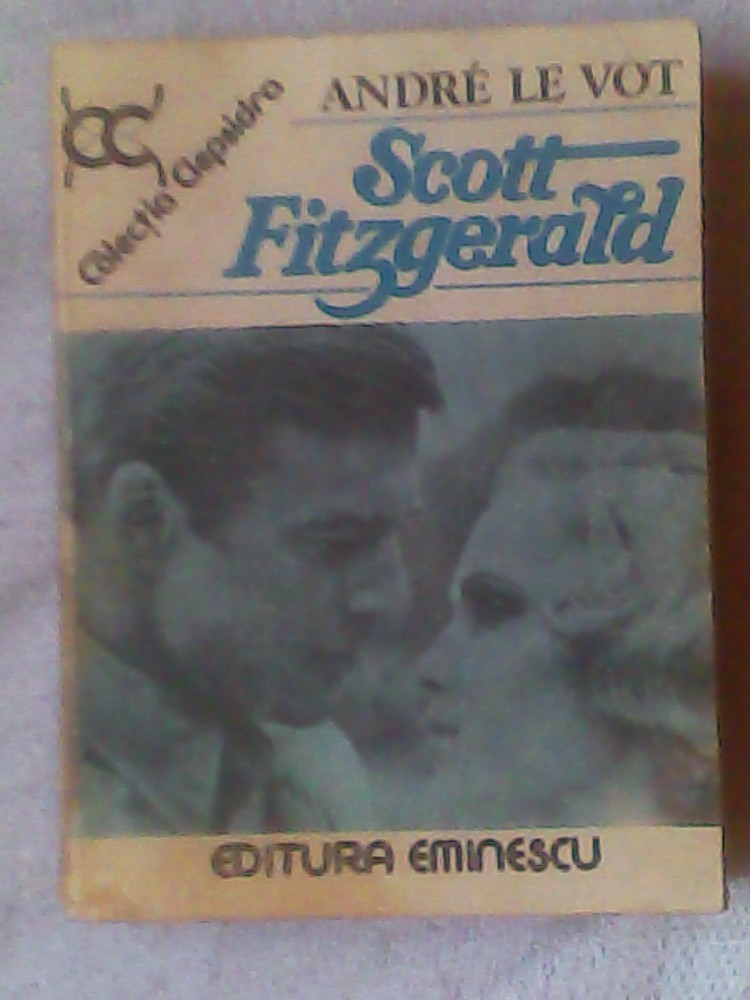 ANDRÉ LE VOT
Colecția Clepsidra
Scott
Fitzgerald
EDITURA EMINESCU